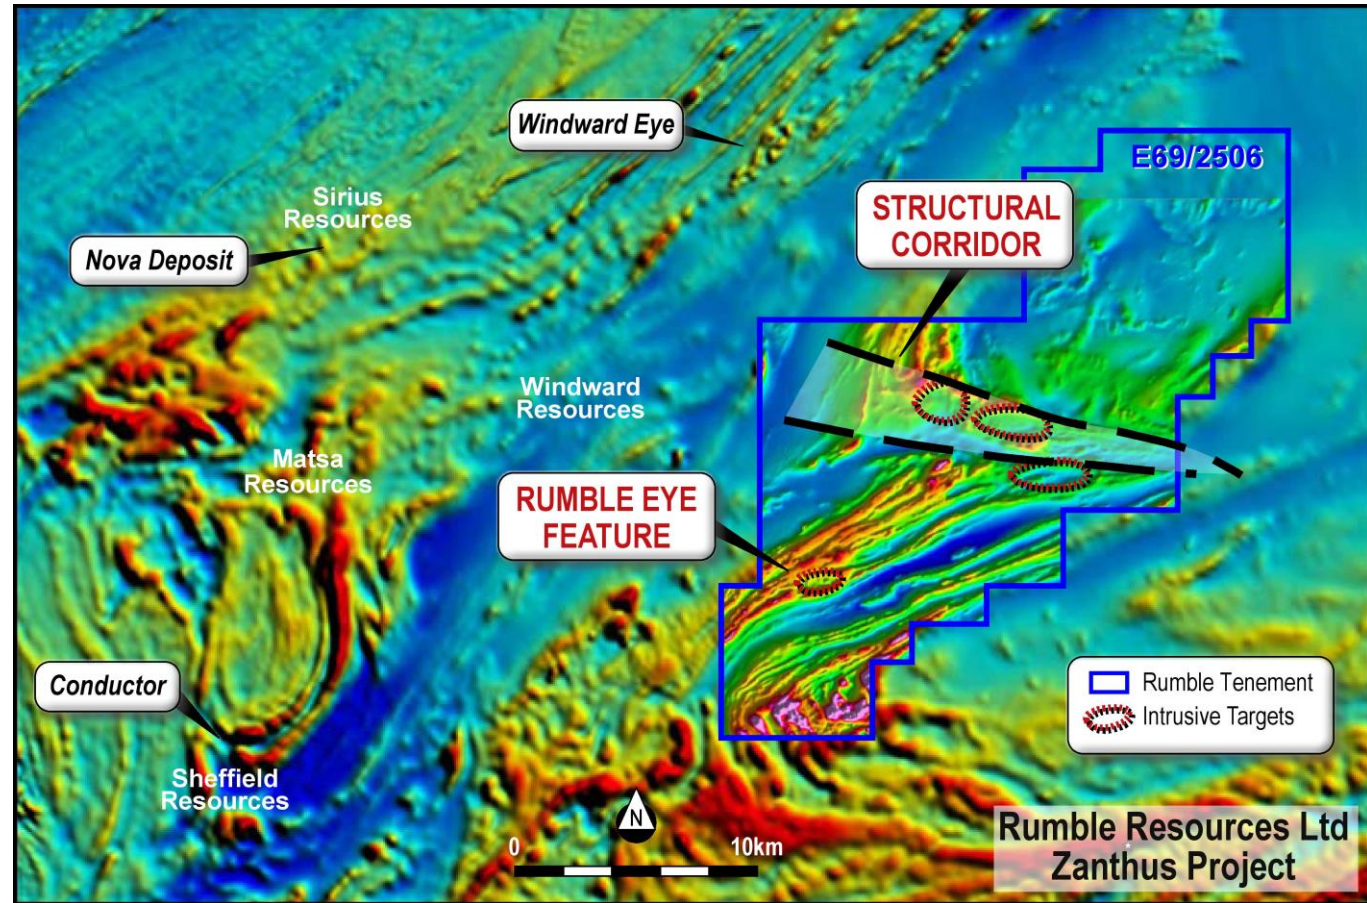 Windward Eye
E69/2506
Sirius
Resources
STRUCTURAL
CORRIDOR
Nova Deposit
Windward
Resources
Matsa
Resources
RUMBLE EYE
FEATURE
Conductor
Rumble Tenement
Intrusive Targets
Sheffield
Resources
N
0
10km
Rumble Resources Ltd
Zanthus Project